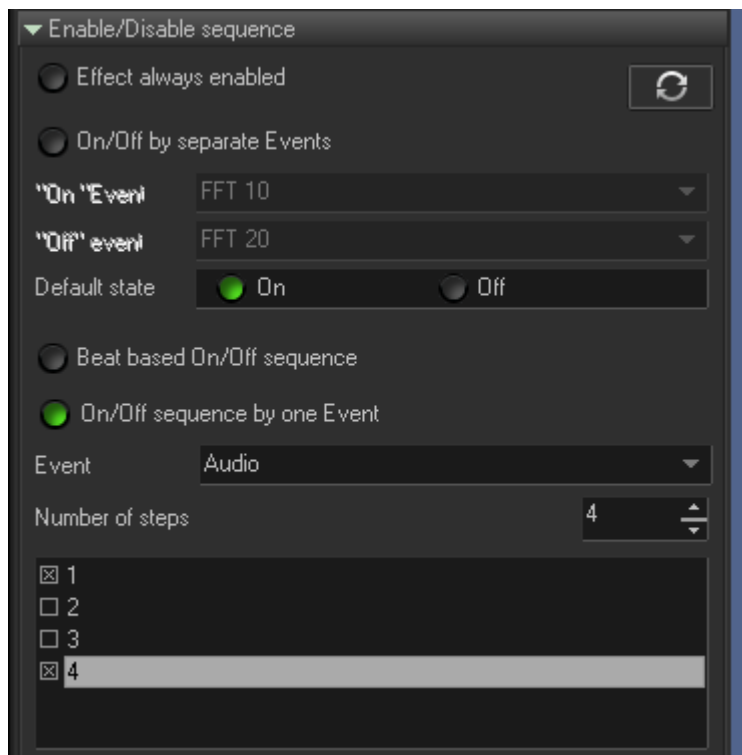 Enable/Disable sequence
Effect always enabled
On/Off by separate Events
"On "Event
FFT 10
"Off" event
FFT 20
Default state
On
Off
Beat based On/Off sequence
On/Off sequence by one Event
Event
Audio
Number of steps
4
1
2
3
4